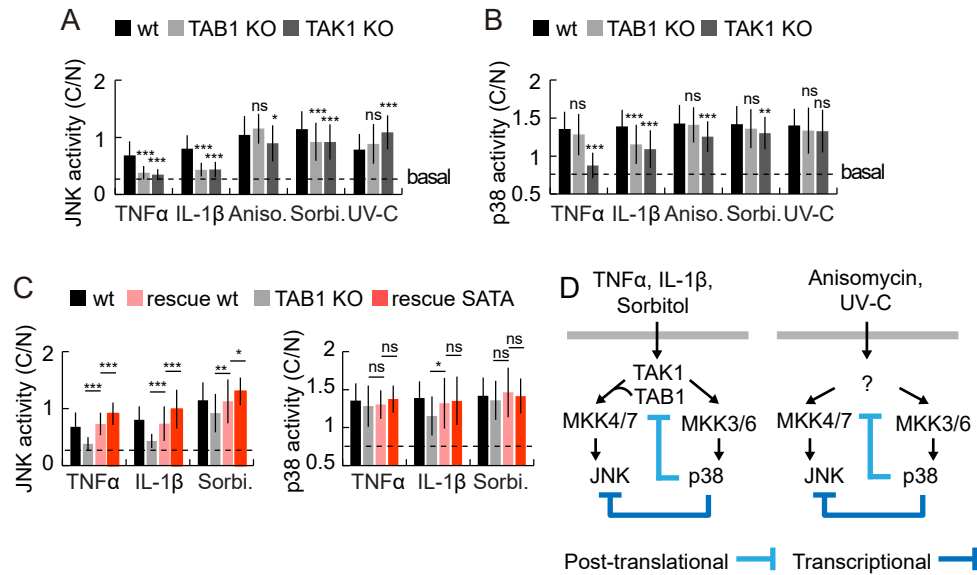 A
wt TAB1 KO TAK1 KO
JNK activity (C/N)
2
1
0
*** ***
*** ***
ns *
*** ***
ns ***
basal
TNFα IL-1β Aniso. Sorbi. UV-C
B
wt TAB1 KO TAK1 KO
p38 activity (C/N)
2
1.5
1
0.5
ns ***
*** ***
ns ***
ns **
ns ns
basal
TNFα IL-1β Aniso. Sorbi. UV-C
C
wt rescue wt TAB1 KO rescue SATA
JNK activity (C/N)
2
1
0
*** ***
*** ***
** *
TNFα IL-1β Sorbi.
p38 activity (C/N)
2
1.5
1
0.5
ns ns
* ns
ns ns
TNFα IL-1β Sorbi.
D
TNFα, IL-1β,
Sorbitol
TAK1
TAB1
MKK4/7 MKK3/6
JNK p38
Anisomycin,
UV-C
?
MKK4/7 MKK3/6
JNK p38
Post-translational Transcriptional